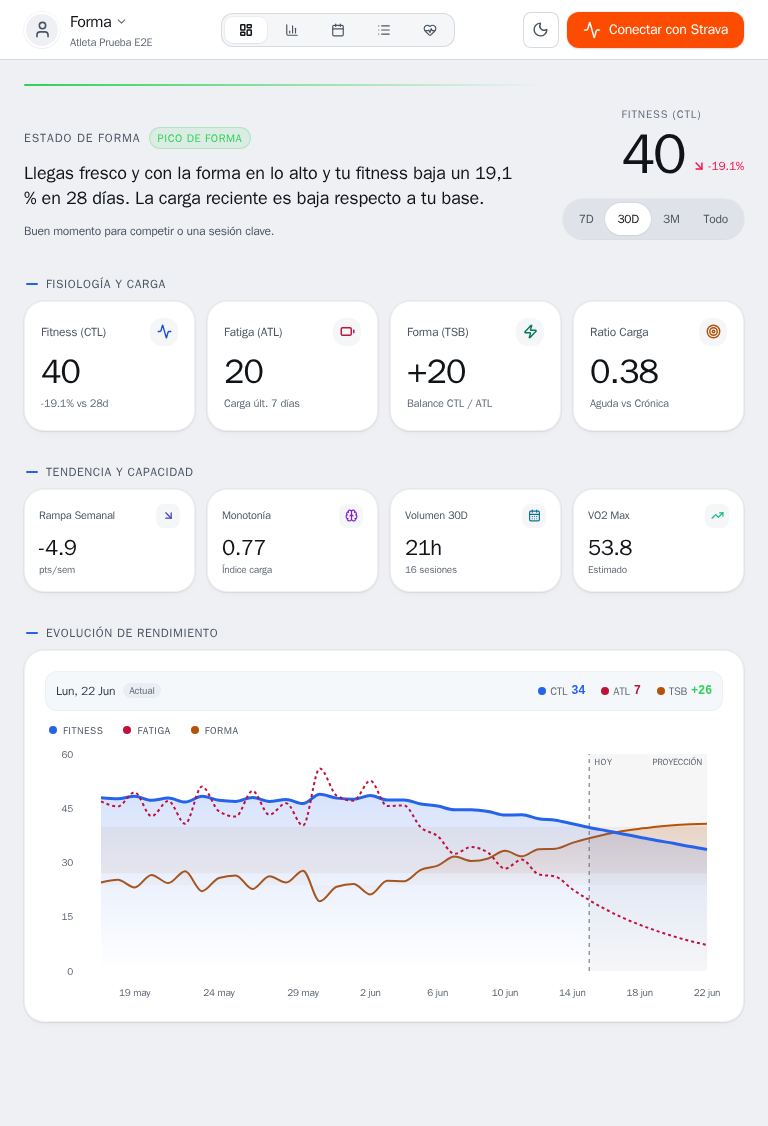 Forma
Atleta Prueba E2E
Conectar con Strava
ESTADO DE FORMA PICO DE FORMA
Llegas fresco y con la forma en lo alto y tu fitness baja un 19,1
% en 28 días. La carga reciente es baja respecto a tu base.
Buen momento para competir o una sesión clave.
FITNESS (CTL)
40 -19.1%
7D 30D 3M Todo
FISIOLOGÍA Y CARGA
Fitness (CTL)
40
-19.1% vs 28d
Fatiga (ATL)
20
Carga últ. 7 días
Forma (TSB)
+20
Balance CTL / ATL
Ratio Carga
0.38
Aguda vs Crónica
TENDENCIA Y CAPACIDAD
Rampa Semanal
-4.9
pts/sem
Monotonía
0.77
Índice carga
Volumen 30D
21h
16 sesiones
VO2 Max
53.8
Estimado
EVOLUCIÓN DE RENDIMIENTO
Lun, 22 Jun Actual CTL 34 ATL 7 TSB +26
FITNESS FATIGA FORMA
60
45
30
15
0
HOY PROYECCIÓN
19 may 24 may 29 may 2 jun 6 jun 10 jun 14 jun 18 jun 22 jun